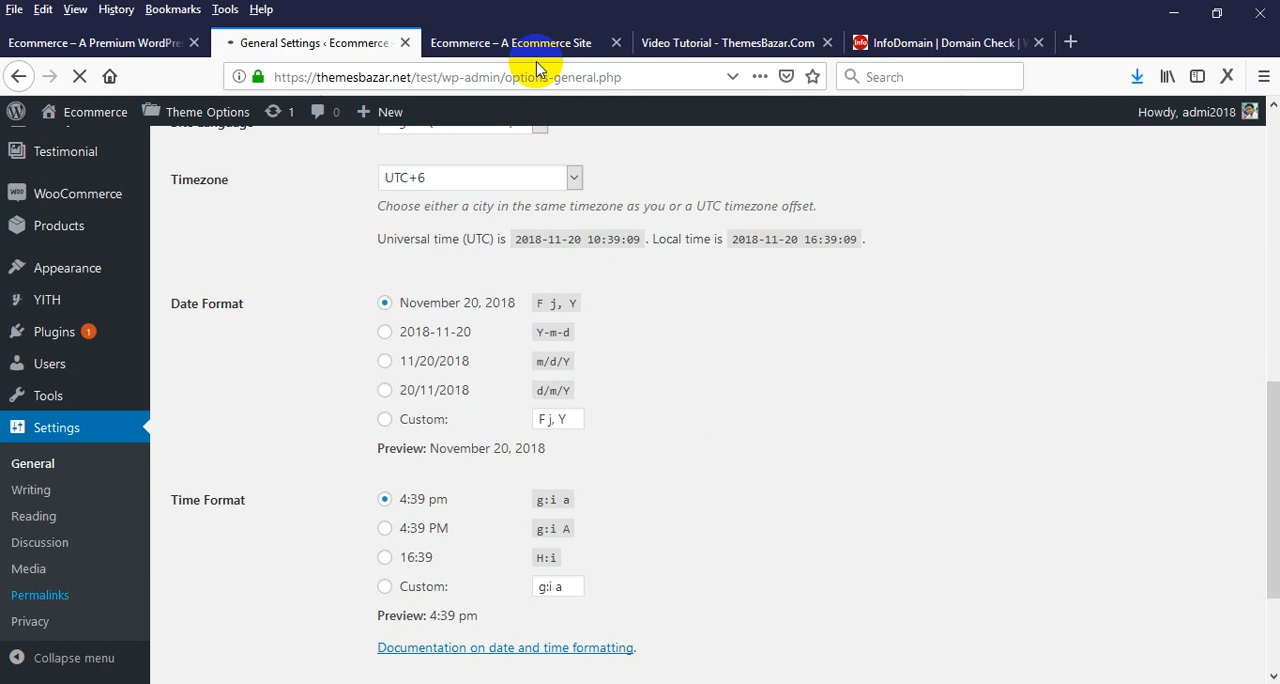 File Edit View History Bookmarks Tools Help
Ecommerce – A Premium WordPre
General Settings ‹ Ecommerce
Ecommerce – A Ecommerce Site
Video Tutorial - ThemesBazar.Com
InfoDomain | Domain Check |
https://themesbazar.net/test/wp-admin/options-general.php
Search
Ecommerce Theme Options 1 0 New
Howdy, admi2018
Testimonial
WooCommerce
Products
Appearance
YITH
Plugins 1
Users
Tools
Settings
General
Writing
Reading
Discussion
Media
Permalinks
Privacy
Collapse menu
Timezone
UTC+6
Choose either a city in the same timezone as you or a UTC timezone offset.
Universal time (UTC) is 2018-11-20 10:39:09 . Local time is 2018-11-20 16:39:09 .
Date Format
November 20, 2018 F j, Y
2018-11-20 Y-m-d
11/20/2018 m/d/Y
20/11/2018 d/m/Y
Custom: F j, Y
Preview: November 20, 2018
Time Format
4:39 pm g:i a
4:39 PM g:i A
16:39 H:i
Custom: g:i a
Preview: 4:39 pm
Documentation on date and time formatting.